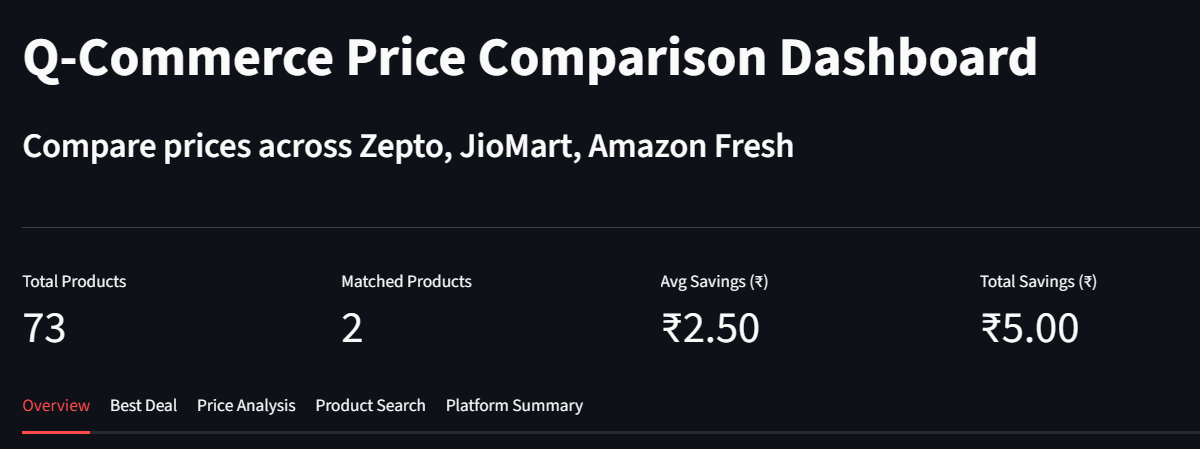 Q-Commerce Price Comparison Dashboard
Compare prices across Zepto, JioMart, Amazon Fresh
Total Products Matched Products Avg Savings (₹) Total Savings (₹)
73 2 ₹2.50 ₹5.00
Overview Best Deal Price Analysis Product Search Platform Summary